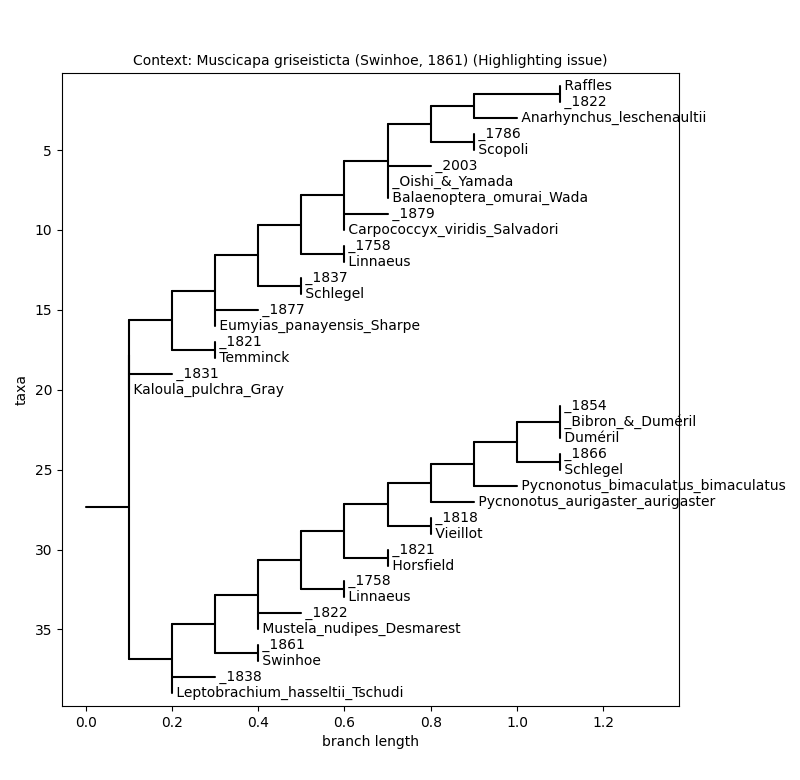 Context: Muscicapa griseisticta (Swinhoe, 1861) (Highlighting issue)
Raffles
_1822
Anarhynchus_leschenaultii
_1786
Scopoli
_2003
_Oishi_&_Yamada
Balaenoptera_omurai_Wada
_1879
Carpococcyx_viridis_Salvadori
_1758
Linnaeus
_1837
Schlegel
_1877
Eumyias_panayensis_Sharpe
_1821
Temminck
_1831
Kaloula_pulchra_Gray
_1854
_Bibron_&_Duméril
Duméril
_1866
Schlegel
Pycnonotus_bimaculatus_bimaculatus
Pycnonotus_aurigaster_aurigaster
_1818
Vieillot
_1821
Horsfield
_1758
Linnaeus
_1822
Mustela_nudipes_Desmarest
_1861
Swinhoe
_1838
Leptobrachium_hasseltii_Tschudi
5
10
15
20
25
30
35
taxa
0.0 0.2 0.4 0.6 0.8 1.0 1.2
branch length